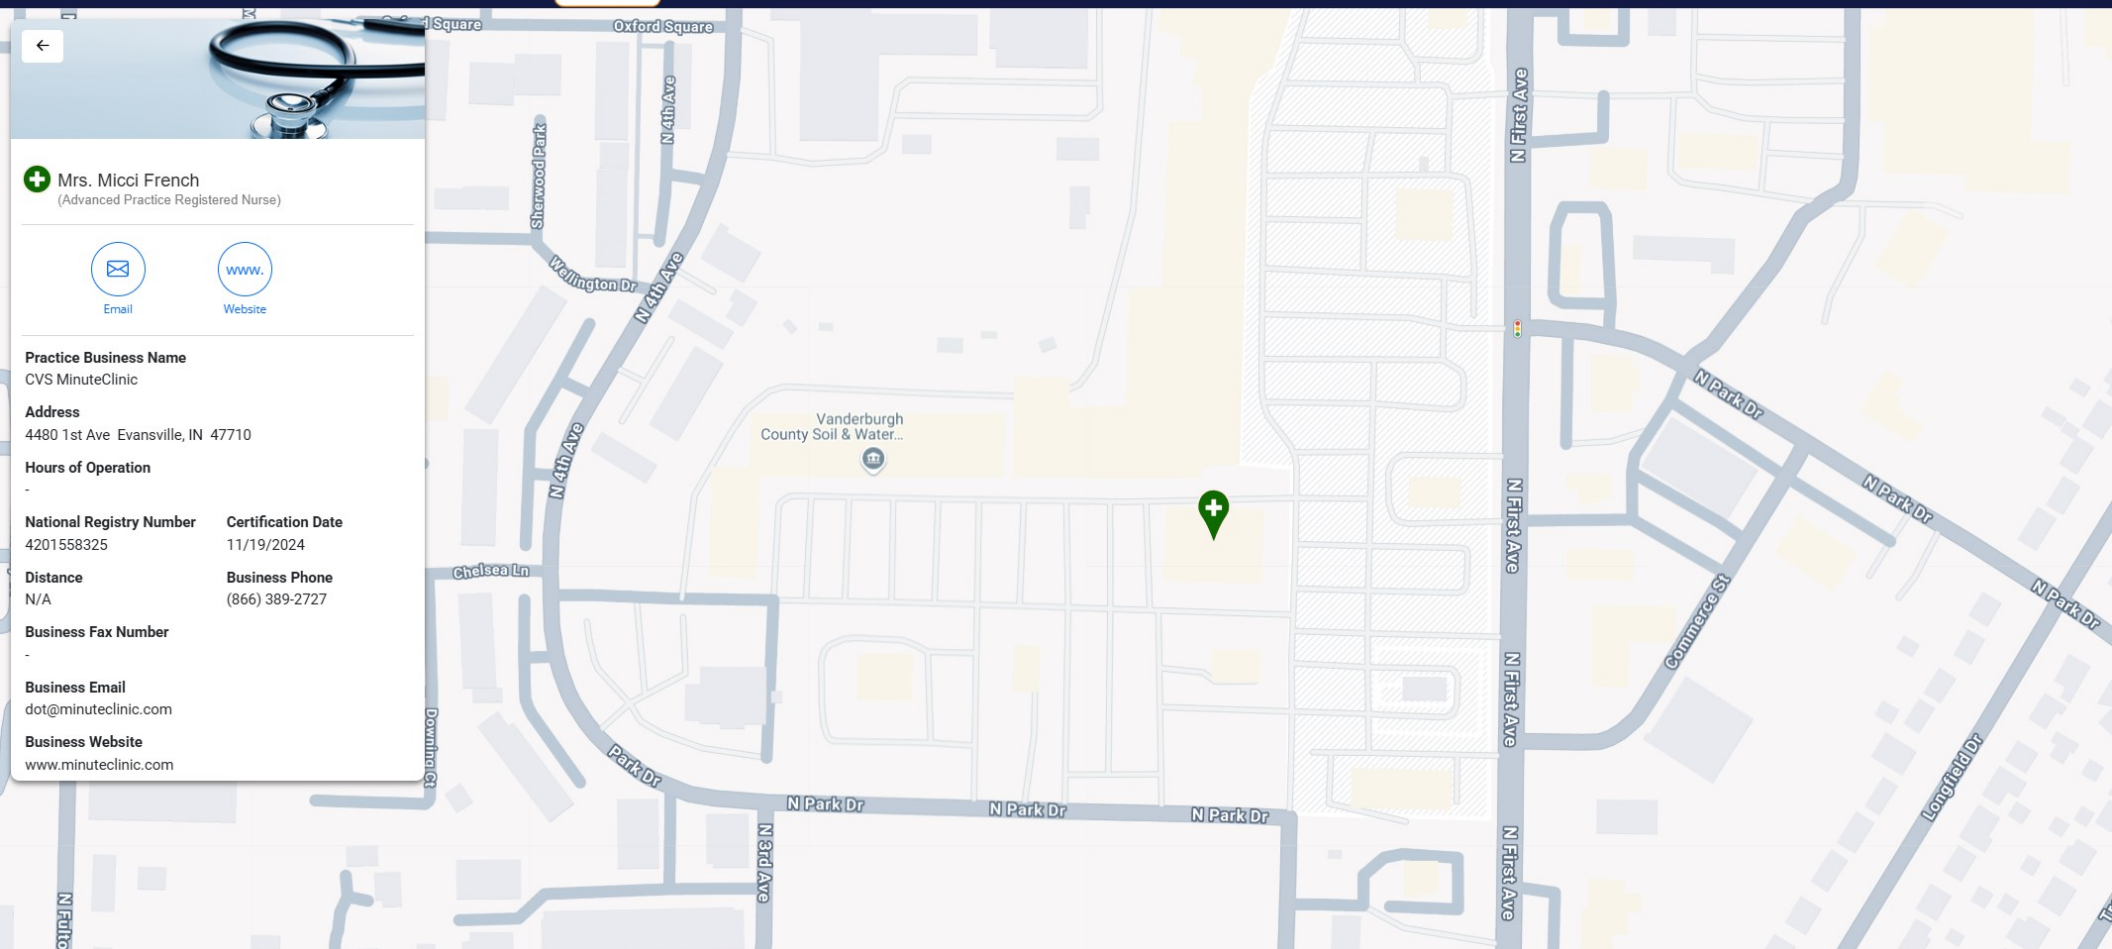 Mrs. Micci French
(Advanced Practice Registered Nurse)
www.
Email
Website
Practice Business Name
CVS MinuteClinic
Address
4480 1st Ave  Evansville, IN  47710
Hours of Operation
-
National Registry Number
4201558325
Certification Date
11/19/2024
Distance
N/A
Business Phone
(866) 389-2727
Business Fax Number
-
Business Email
dot@minuteclinic.com
Business Website
www.minuteclinic.com
Square
Oxford Square
N 4th Ave
Sherwood Park
Wellington Dr
N 4th Ave
N 4th Ave
Chelsea Ln
Downing Ct
Park Dr
N Park Dr
N Park Dr
N Park Dr
N 3rd Ave
Vanderburgh
County Soil & Water...
N First Ave
N First Ave
N First Ave
N First Ave
N Park Dr
N Park Dr
N Park Dr
Commerce St
Longfield Dr